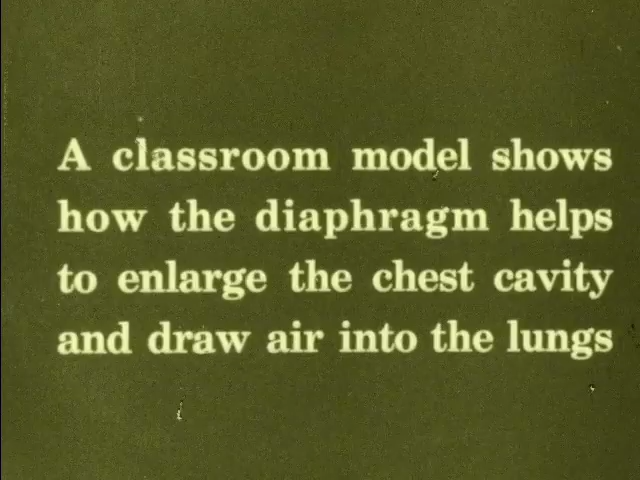 A classroom model shows
how the diaphragm helps
to enlarge the chest cavity
and draw air into the lungs